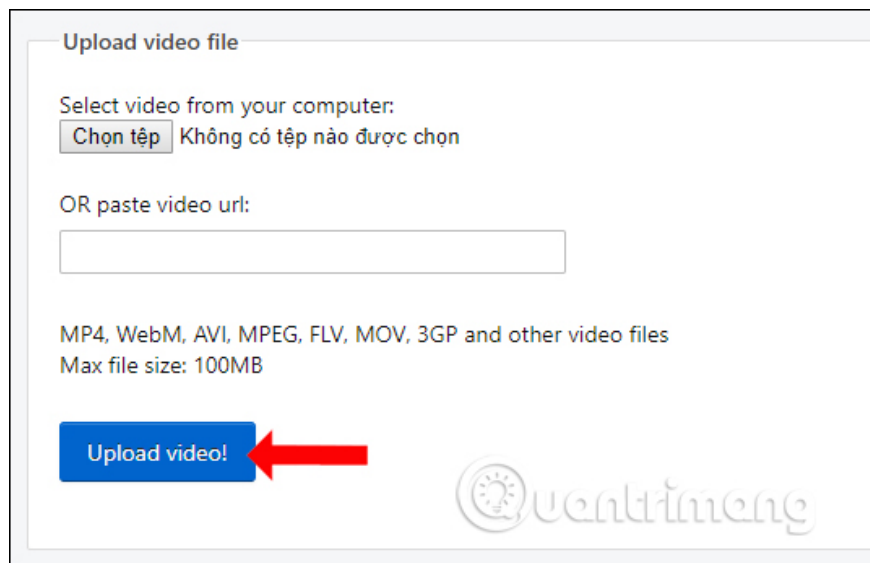 Upload video file
Select video from your computer:
Chọn tệp Không có tệp nào được chọn
OR paste video url:
MP4, WebM, AVI, MPEG, FLV, MOV, 3GP and other video files
Max file size: 100MB
Upload video!
Quantrimang